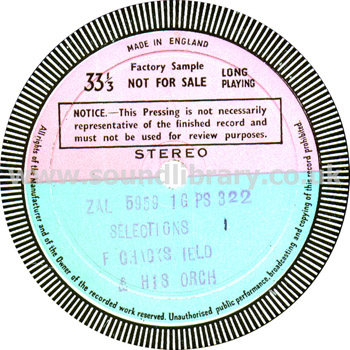 MADE IN ENGLAND
Factory Sample
33⅓ NOT FOR SALE LONG PLAYING
NOTICE.—This Pressing is not necessarily
representative of the finished record and
must not be used for review purposes.
STEREO
www.soundlibrary.co.uk
ZAL 5959 1G PS 322
SELECTIONS 1
F CHACKSFIELD
& HIS ORCH
All rights of the Manufacturer and of the Owner of the recorded work reserved. Unauthorised public performance, broadcasting and copying of this record prohibited.